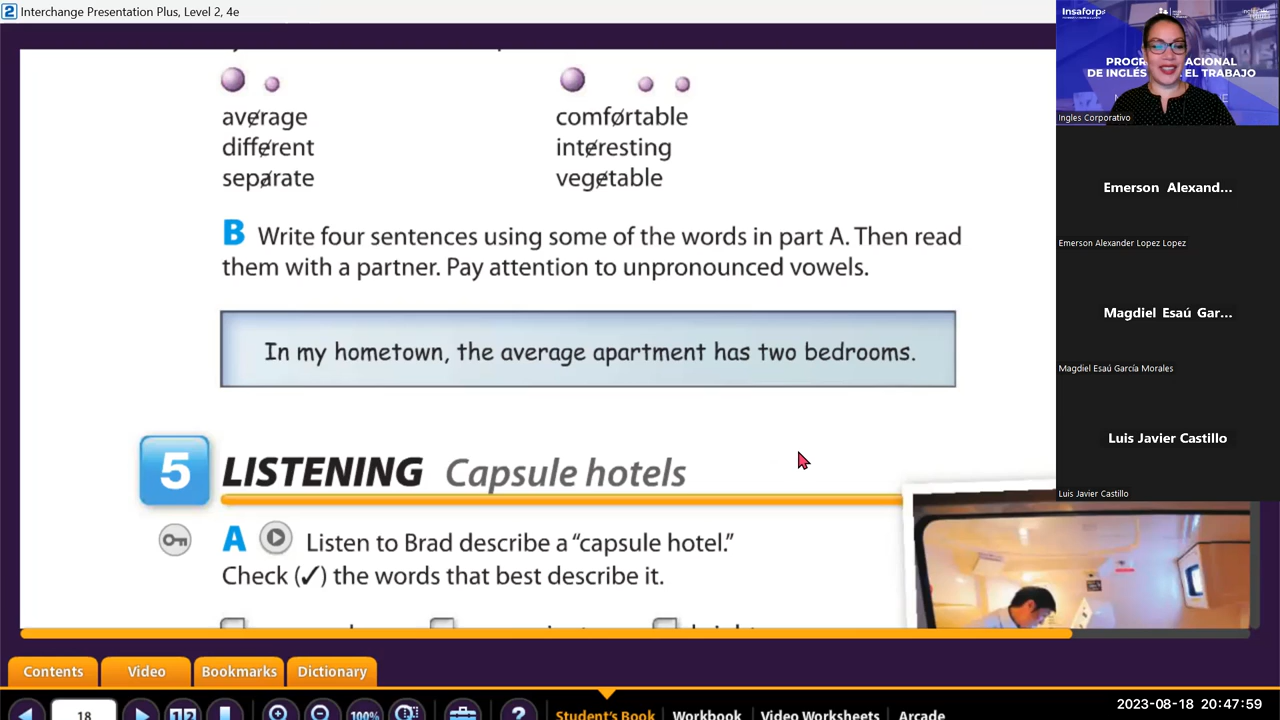 Interchange Presentation Plus, Level 2, 4e
average
different
separate
comfortable
interesting
vegetable
B Write four sentences using some of the words in part A. Then read
them with a partner. Pay attention to unpronounced vowels.
In my hometown, the average apartment has two bedrooms.
5 LISTENING Capsule hotels
A Listen to Brad describe a “capsule hotel.”
Check (✓) the words that best describe it.
Contents
Video
Bookmarks
Dictionary
18
100%
?
Student's Book
Workbook
Video Worksheets
Arcade
Insaforp
DE INGLÉS
EL TRABAJO
Ingles Corporativo
Emerson Alexand...
Emerson Alexander Lopez Lopez
Magdiel Esaú Gar...
Magdiel Esaú García Morales
Luis Javier Castillo
Luis Javier Castillo
2023-08-18 20:47:59